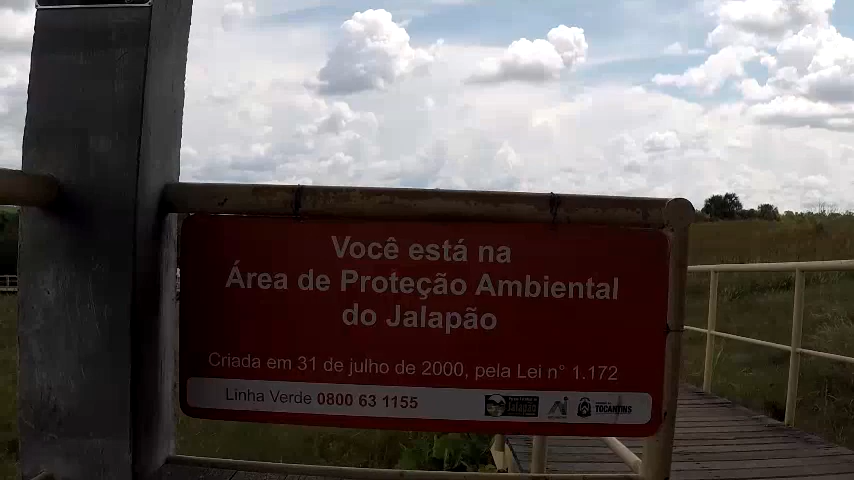 Você está na
Área de Proteção Ambiental
do Jalapão
Criada em 31 de julho de 2000, pela Lei n° 1.172
Linha Verde 0800 63 1155
Jalapão
TOCANTINS